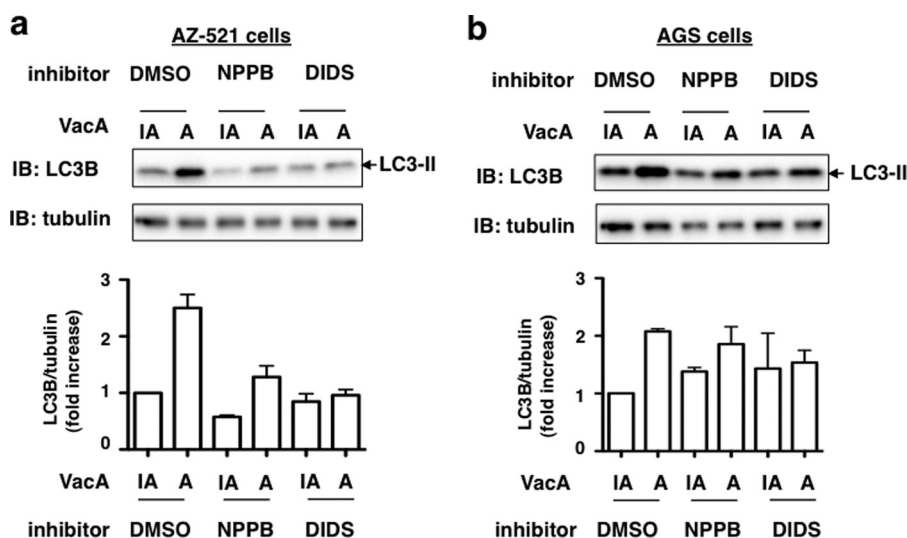 a
AZ-521 cells
inhibitor DMSO NPPB DIDS
VacA IA A IA A IA A
IB: LC3B LC3-II
IB: tubulin
LC3B/tubulin
(fold increase)
3
2
1
0
VacA IA A IA A IA A
inhibitor DMSO NPPB DIDS
b
AGS cells
inhibitor DMSO NPPB DIDS
VacA IA A IA A IA A
IB: LC3B LC3-II
IB: tubulin
LC3B/tubulin
(fold increase)
3
2
1
0
VacA IA A IA A IA A
inhibitor DMSO NPPB DIDS